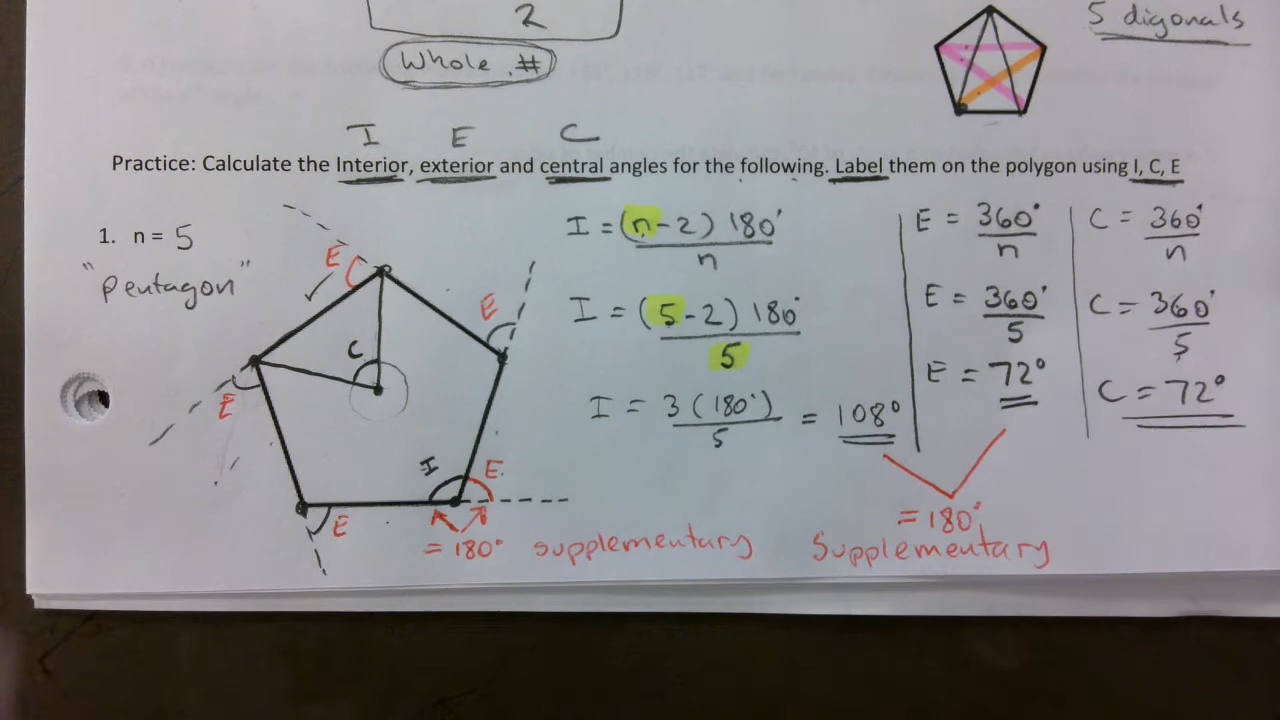 2
Whole .#
5 digonals
I E C
Practice: Calculate the Interior, exterior and central angles for the following. Label them on the polygon using I, C, E
1. n = 5
"Pentagon"
E
E
C
E
I
E
E
= 180° supplementary
I = (n-2) 180°
n
I = (5-2) 180°
5
I = 3 (180°) = 108°
5
E = 360°
n
E = 360°
5
E = 72°
C = 360°
n
C = 360°
5
C = 72°
= 180°
Supplementary